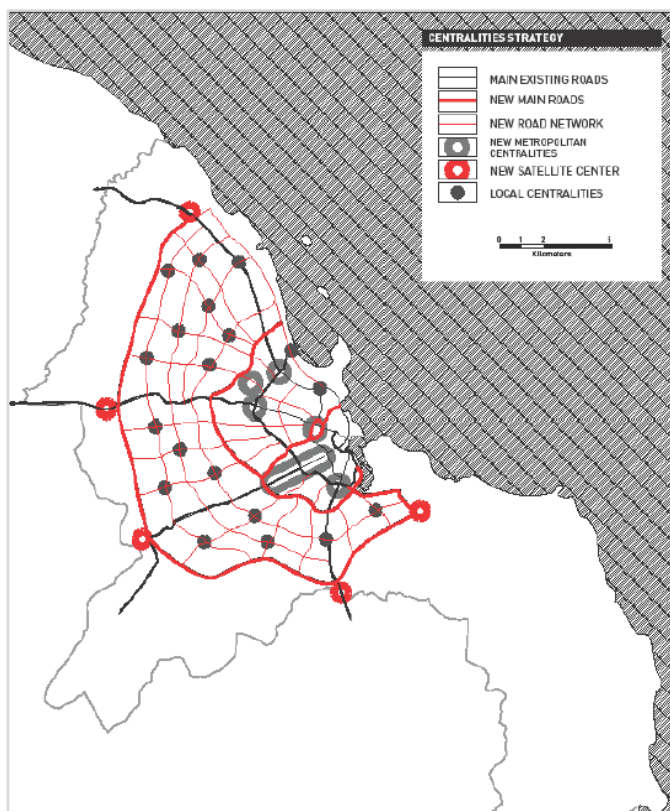 CENTRALITIES STRATEGY
MAIN EXISTING ROADS
NEW MAIN ROADS
NEW ROAD NETWORK
NEW METROPOLITAN
CENTRALITIES
NEW SATELLITE CENTER
LOCAL CENTRALITIES
0 1 2
Kilometers